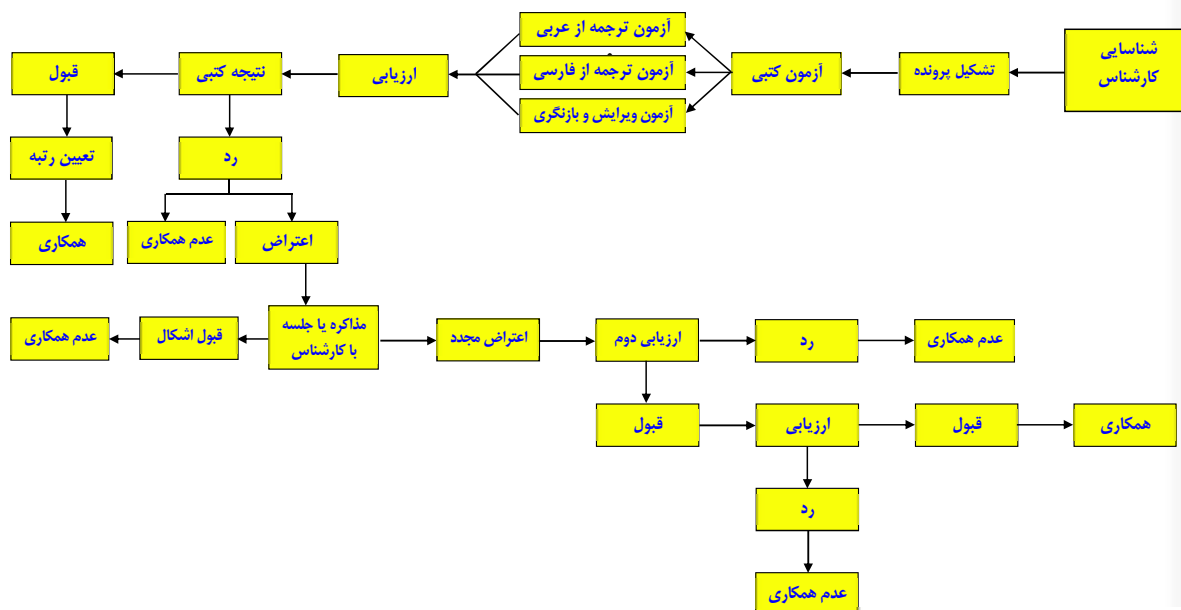 شناسایی
کارشناس
تشکیل پرونده
آزمون کتبی
آزمون ترجمه از عربی
آزمون ترجمه از فارسی
آزمون ویرایش و بازنگری
ارزیابی
نتیجه کتبی
قبول
رد
تعیین رتبه
اعتراض
عدم همکاری
همکاری
مذاکره یا جلسه
با کارشناس
قبول اشکال
عدم همکاری
اعتراض مجدد
ارزیابی دوم
رد
عدم همکاری
قبول
ارزیابی
قبول
همکاری
رد
عدم همکاری